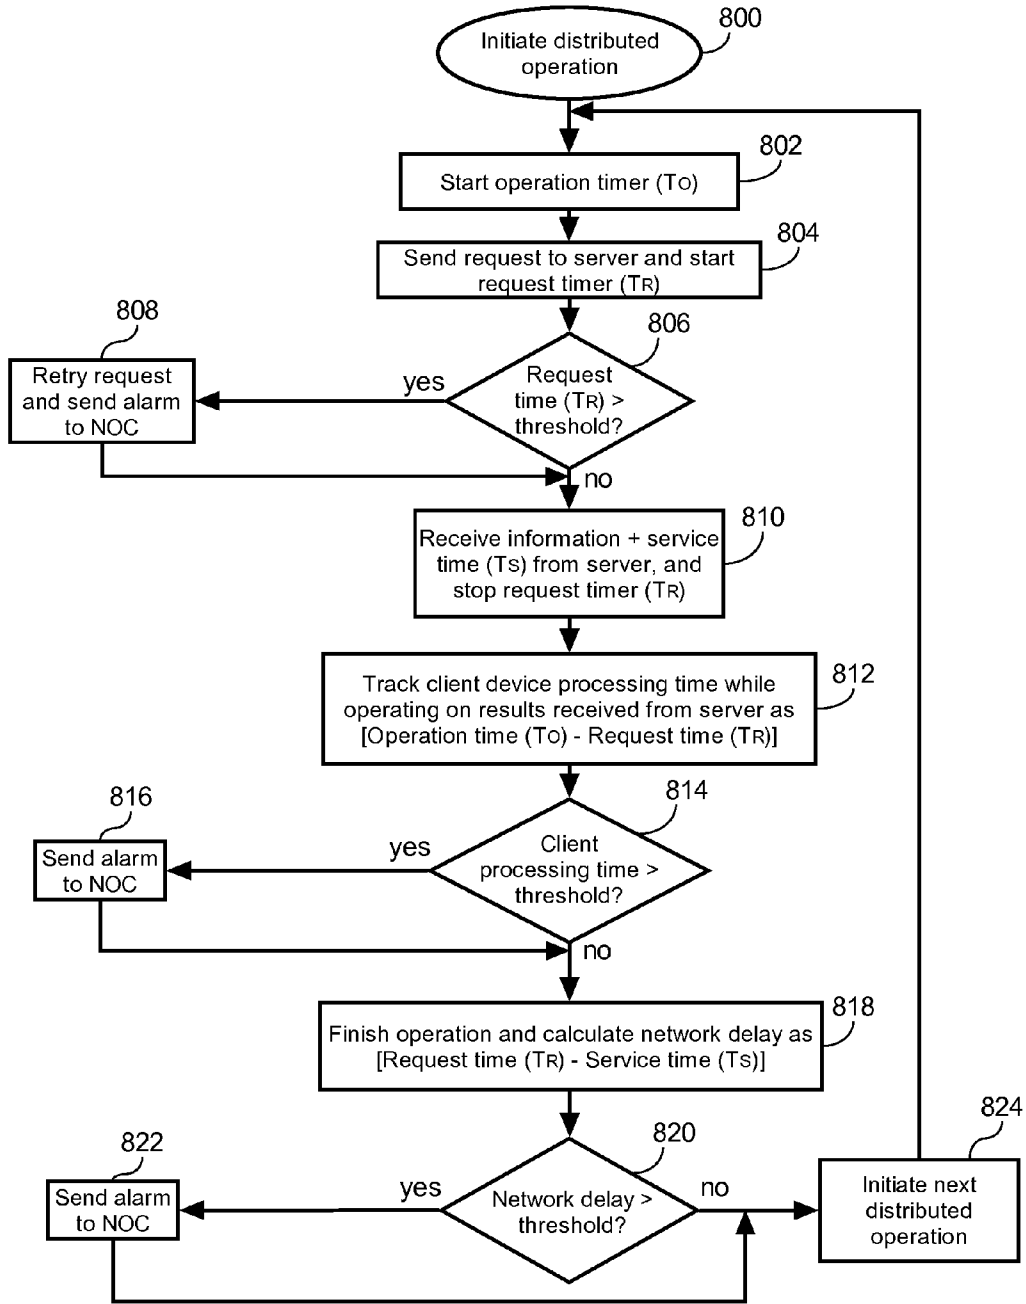 800
Initiate distributed
operation
802
Start operation timer (TO)
804
Send request to server and start
request timer (TR)
806
808
Request
time (TR) >
threshold?
yes
Retry request
and send alarm
to NOC
no
810
Receive information + service
time (TS) from server, and
stop request timer (TR)
812
Track client device processing time while
operating on results received from server as
[Operation time (TO) - Request time (TR)]
814
816
Client
processing time >
threshold?
yes
Send alarm
to NOC
no
818
Finish operation and calculate network delay as
[Request time (TR) - Service time (TS)]
820
822
824
Network delay >
threshold?
yes
no
Send alarm
to NOC
Initiate next
distributed
operation